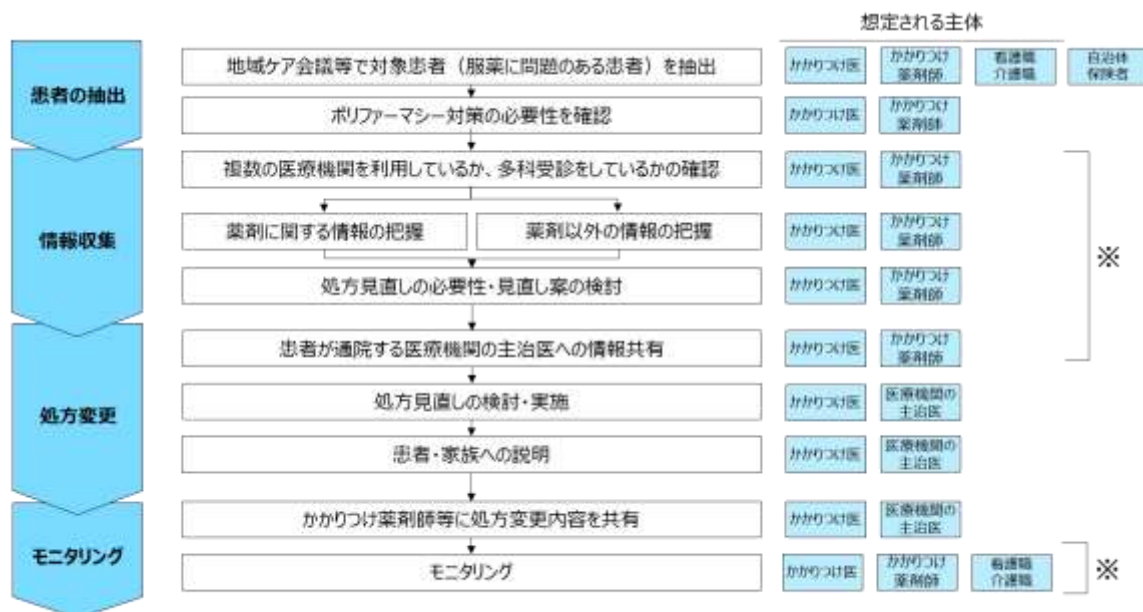 想定される主体
患者の抽出
地域ケア会議等で対象患者（服薬に問題のある患者）を抽出
かかりつけ医
かかりつけ
薬剤師
看護職
介護職
自治体
保険者
ポリファーマシー対策の必要性を確認
かかりつけ医
かかりつけ
薬剤師
情報収集
複数の医療機関を利用しているか、多科受診をしているかの確認
かかりつけ医
かかりつけ
薬剤師
薬剤に関する情報の把握
薬剤以外の情報の把握
かかりつけ医
かかりつけ
薬剤師
※
処方見直しの必要性・見直し案の検討
かかりつけ医
かかりつけ
薬剤師
処方変更
患者が通院する医療機関の主治医への情報共有
かかりつけ医
かかりつけ
薬剤師
処方見直しの検討・実施
かかりつけ医
医療機関の
主治医
患者・家族への説明
かかりつけ医
医療機関の
主治医
モニタリング
かかりつけ薬剤師等に処方変更内容を共有
かかりつけ医
医療機関の
主治医
モニタリング
かかりつけ医
かかりつけ
薬剤師
看護職
介護職
※